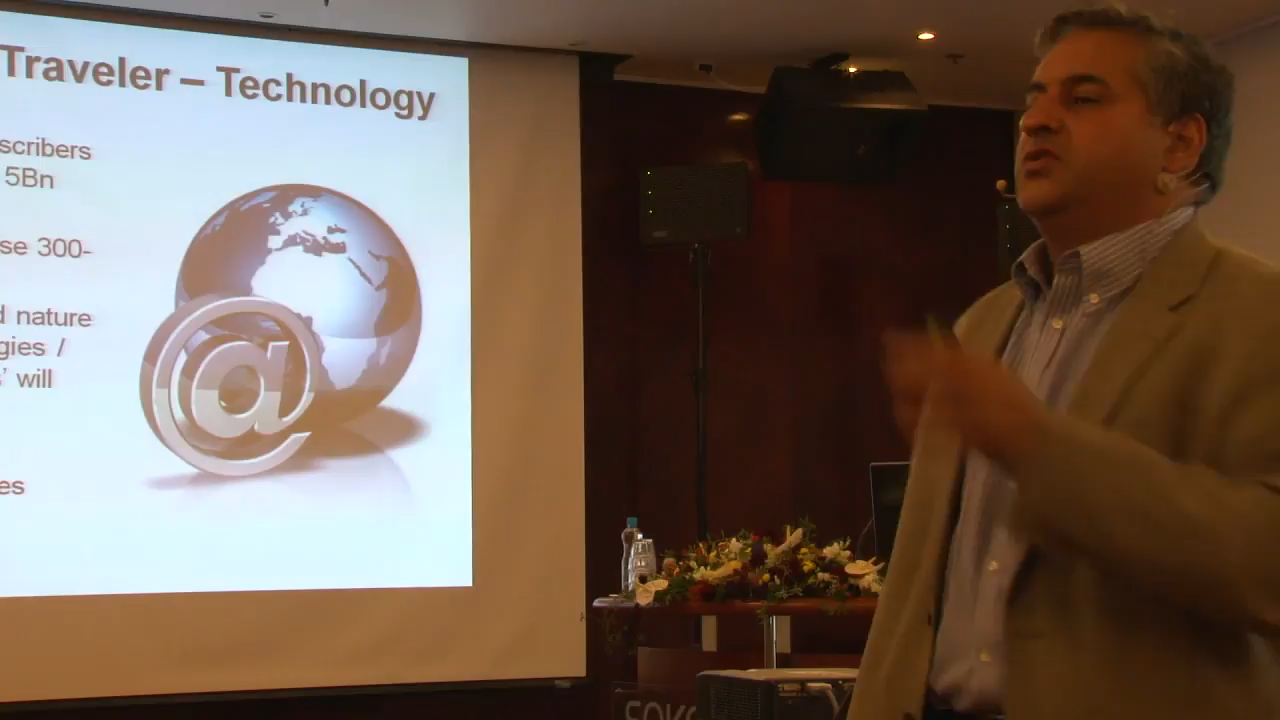 Traveler – Technology
scribers
5Bn
se 300-
d nature
gies /
s' will
es
@